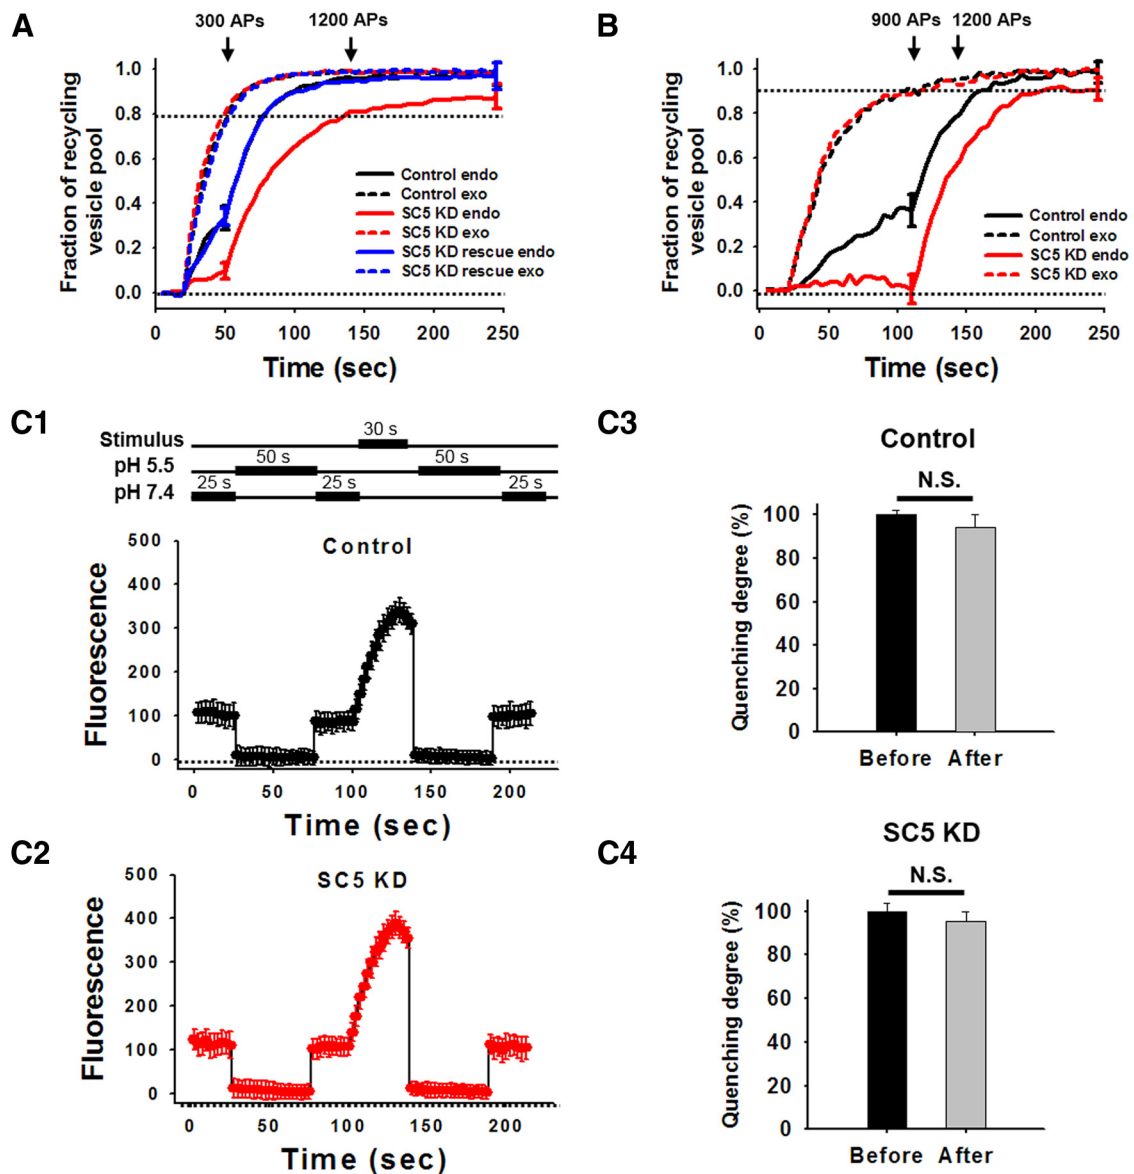 A
300 APs
1200 APs
Fraction of recycling
vesicle pool
1.0
0.8
0.6
0.4
0.2
0.0
Control endo
Control exo
SC5 KD endo
SC5 KD exo
SC5 KD rescue endo
SC5 KD rescue exo
0 50 100 150 200 250
Time (sec)
B
900 APs
1200 APs
Fraction of recycling
vesicle pool
1.0
0.8
0.6
0.4
0.2
0.0
Control endo
Control exo
SC5 KD endo
SC5 KD exo
0 50 100 150 200 250
Time (sec)
C1
Stimulus
30 s
pH 5.5
50 s
50 s
pH 7.4
25 s
25 s
25 s
Control
Fluorescence
500
400
300
200
100
0
0 50 100 150 200
Time (sec)
C3
Control
N.S.
Quenching degree (%)
100
80
60
40
20
0
Before After
C2
SC5 KD
Fluorescence
500
400
300
200
100
0
0 50 100 150 200
Time (sec)
C4
SC5 KD
N.S.
Quenching degree (%)
100
80
60
40
20
0
Before After